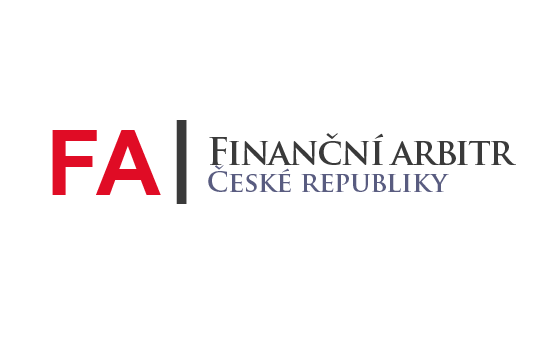 FA
FINANČNÍ ARBITR
ČESKÉ REPUBLIKY